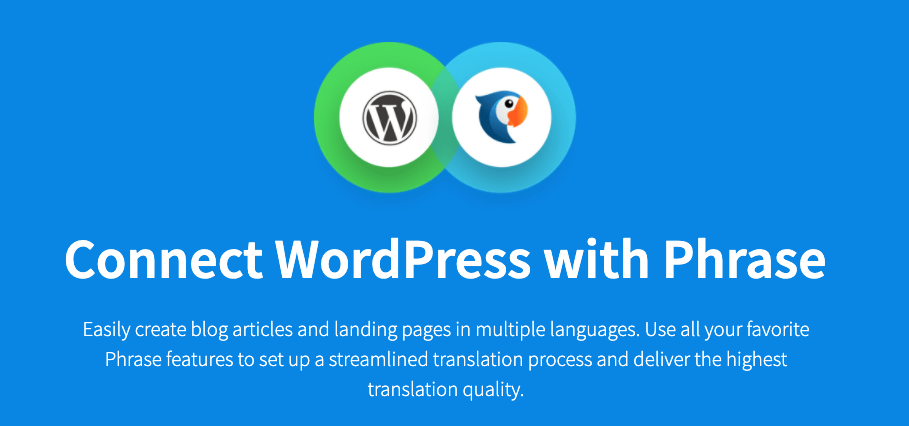 W
Connect WordPress with Phrase
Easily create blog articles and landing pages in multiple languages. Use all your favorite
Phrase features to set up a streamlined translation process and deliver the highest
translation quality.